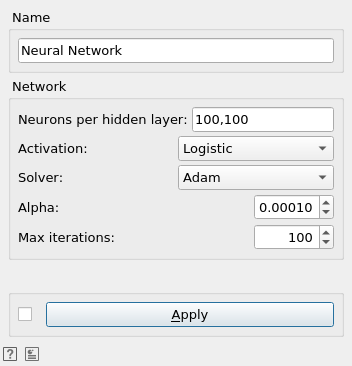 Name
Neural Network
Network
Neurons per hidden layer: 100,100
Activation: Logistic
Solver: Adam
Alpha: 0.00010
Max iterations: 100
Apply
?